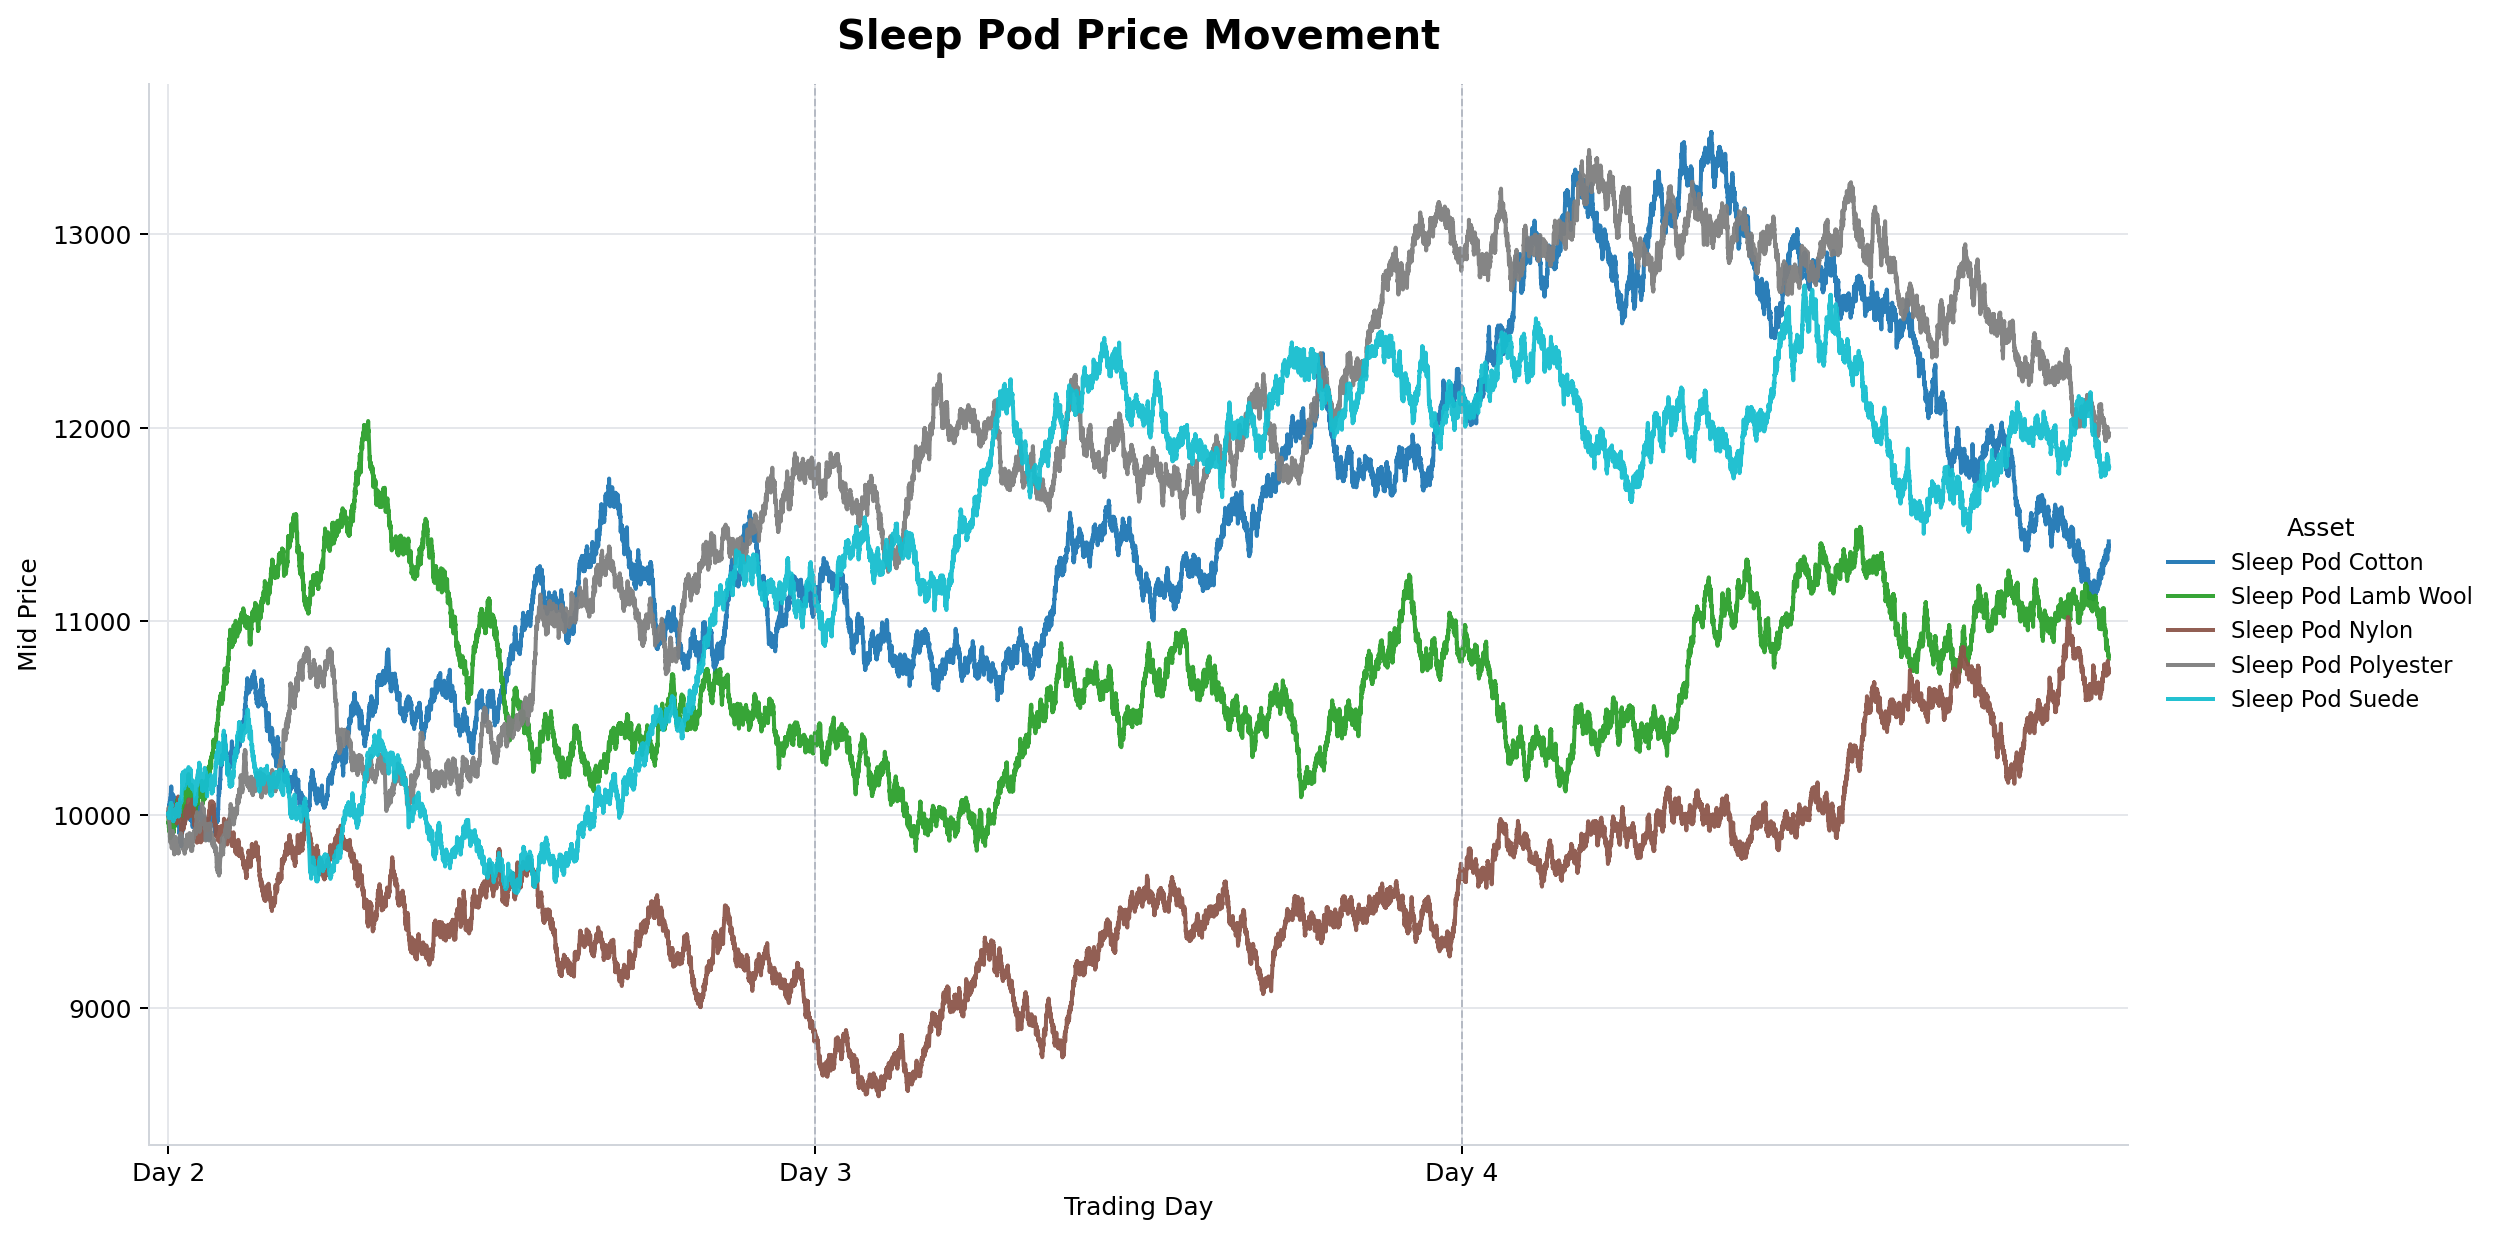 Sleep Pod Price Movement
Mid Price
13000
12000
11000
10000
9000
Day 2
Day 3
Day 4
Trading Day
Asset
Sleep Pod Cotton
Sleep Pod Lamb Wool
Sleep Pod Nylon
Sleep Pod Polyester
Sleep Pod Suede